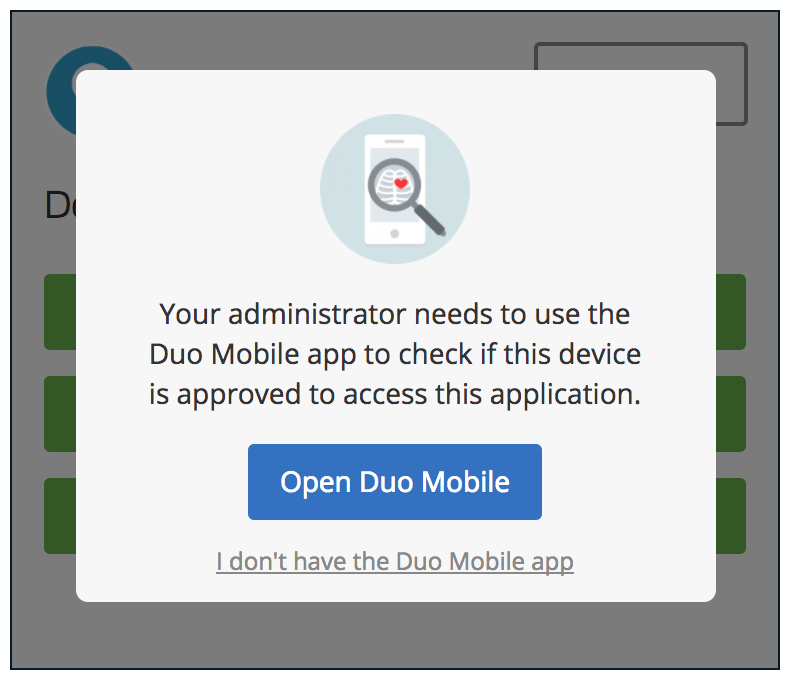 Your administrator needs to use the
Duo Mobile app to check if this device
is approved to access this application.
Open Duo Mobile
I don't have the Duo Mobile app